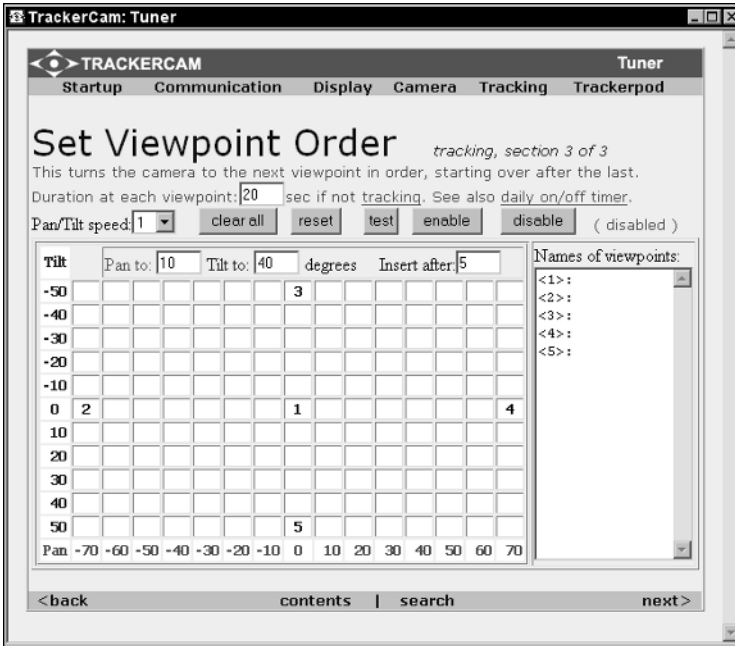 TrackerCam: Tuner
TRACKERCAM Tuner
Startup Communication Display Camera Tracking Trackerpod
Set Viewpoint Order tracking, section 3 of 3
This turns the camera to the next viewpoint in order, starting over after the last.
Duration at each viewpoint: 20 sec if not tracking. See also daily on/off timer.
Pan/Tilt speed: 1 clear all reset test enable disable ( disabled )
Tilt Pan to: 10 Tilt to: 40 degrees Insert after: 5
-50 3
-40
-30
-20
-10
0 2 1 4
10
20
30
40
50 5
Pan -70 -60 -50 -40 -30 -20 -10 0 10 20 30 40 50 60 70
Names of viewpoints:
<1>:
<2>:
<3>:
<4>:
<5>:
<back contents | search next>